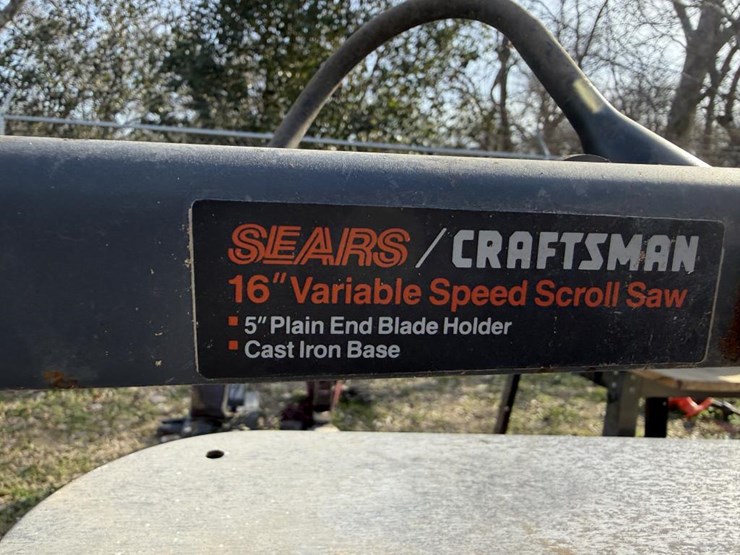 SEARS / CRAFTSMAN
16" Variable Speed Scroll Saw
▪ 5" Plain End Blade Holder
▪ Cast Iron Base